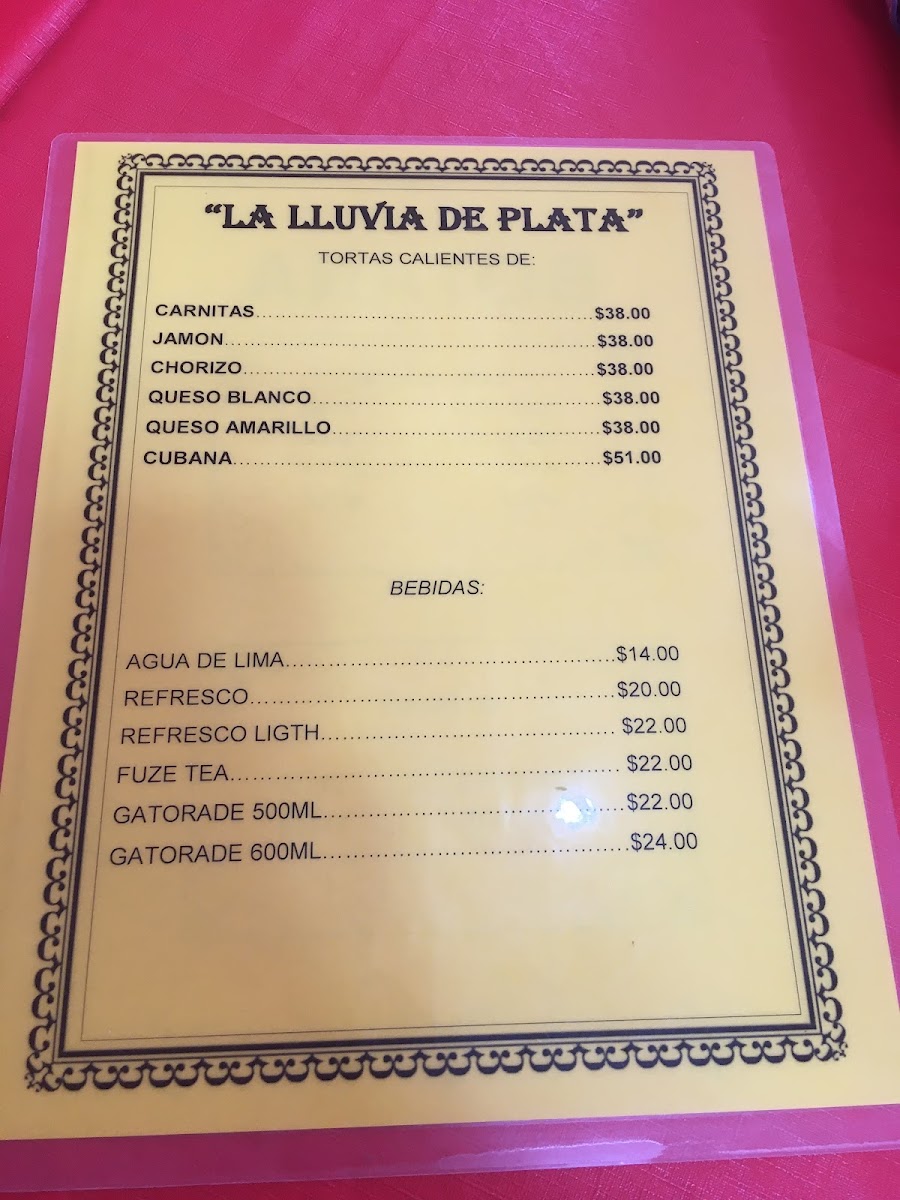 “LA LLUVIA DE PLATA”
TORTAS CALIENTES DE:
CARNITAS.......................................................$38.00
JAMON.......................................................$38.00
CHORIZO.......................................................$38.00
QUESO BLANCO.......................................................$38.00
QUESO AMARILLO.......................................................$38.00
CUBANA.......................................................$51.00
BEBIDAS:
AGUA DE LIMA.......................................................$14.00
REFRESCO.......................................................$20.00
REFRESCO LIGTH....................................................... $22.00
FUZE TEA....................................................... $22.00
GATORADE 500ML.......................................................$22.00
GATORADE 600ML.......................................................$24.00